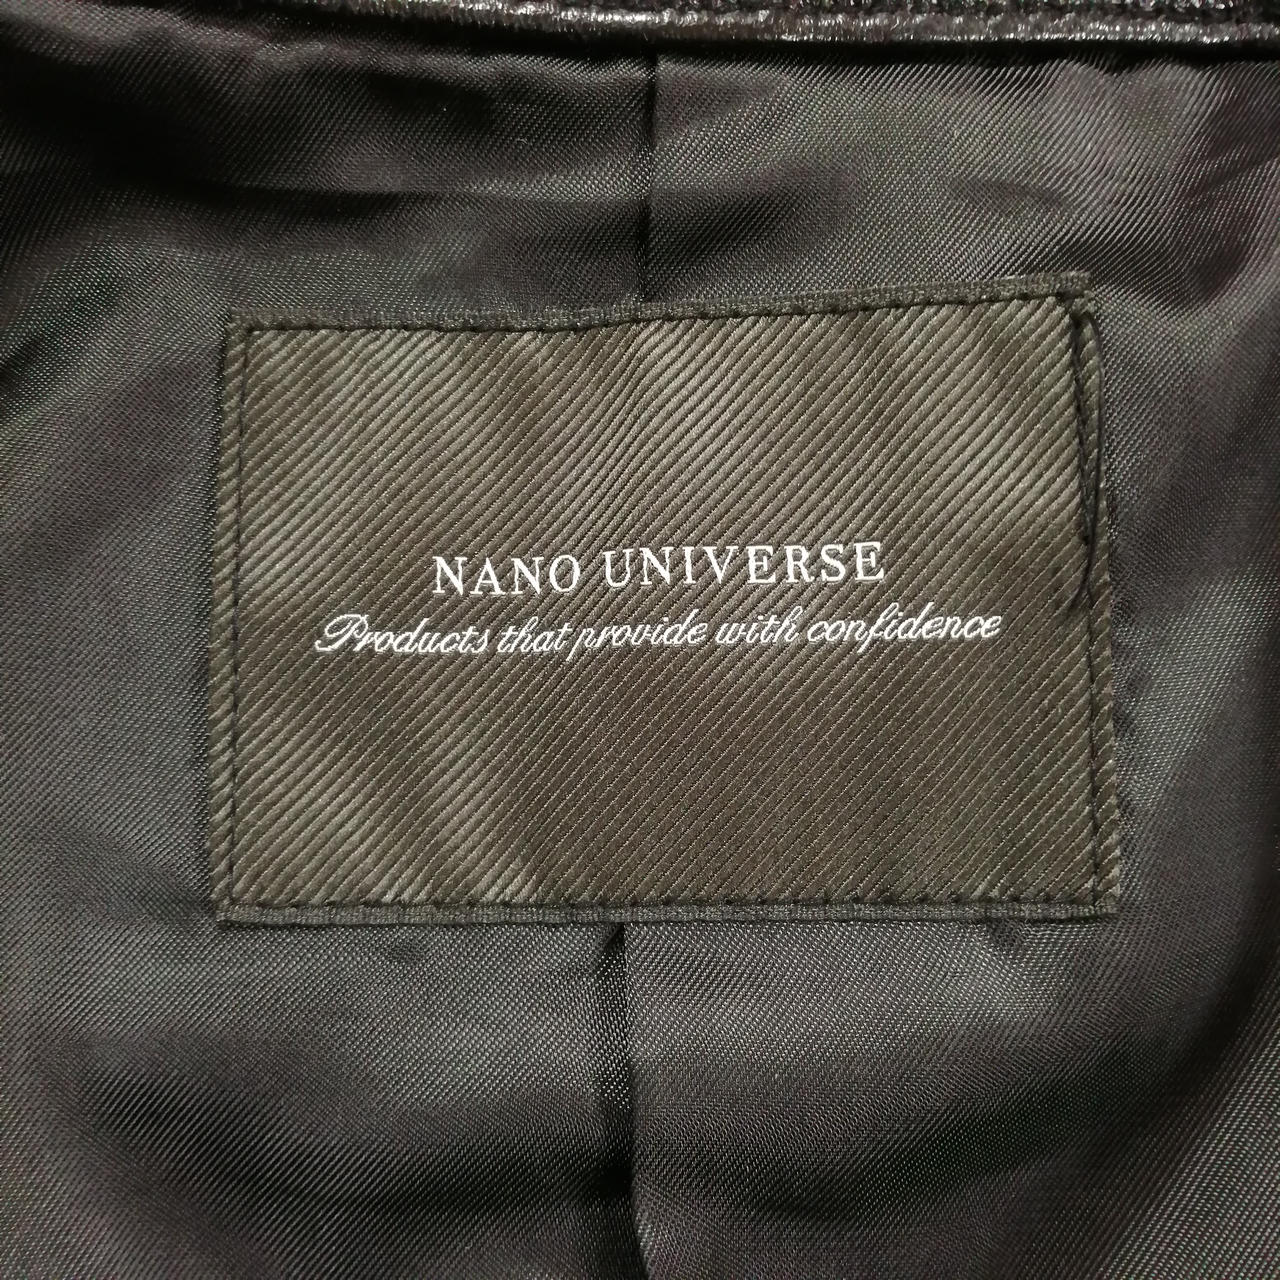 NANO UNIVERSE
Products that provide with confidence